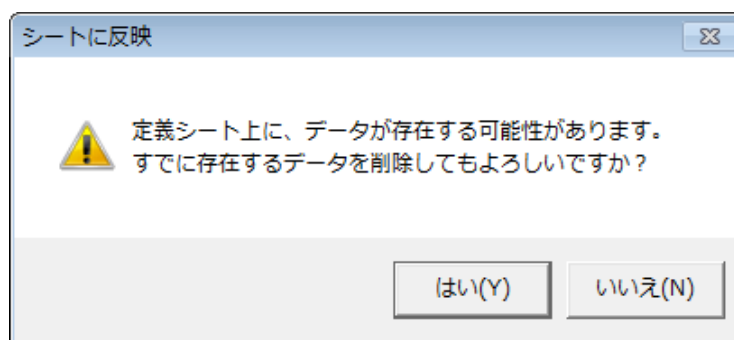 シートに反映
定義シート上に、データが存在する可能性があります。
すでに存在するデータを削除してもよろしいですか？
はい(Y)
いいえ(N)